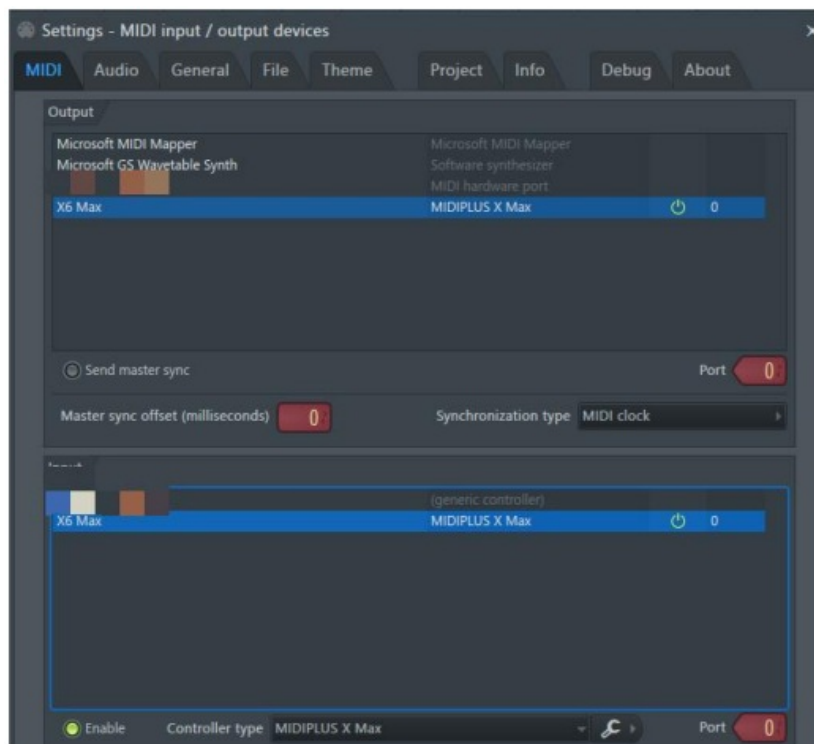 Settings - MIDI input / output devices
MIDI Audio General File Theme Project Info Debug About
Output
Microsoft MIDI Mapper Microsoft MIDI Mapper
Microsoft GS Wavetable Synth Software synthesizer
MIDI hardware port
X6 Max MIDIPLUS X Max 0
Send master sync Port 0
Master sync offset (milliseconds) 0 Synchronization type MIDI clock
(generic controller)
X6 Max MIDIPLUS X Max 0
Enable Controller type MIDIPLUS X Max Port 0